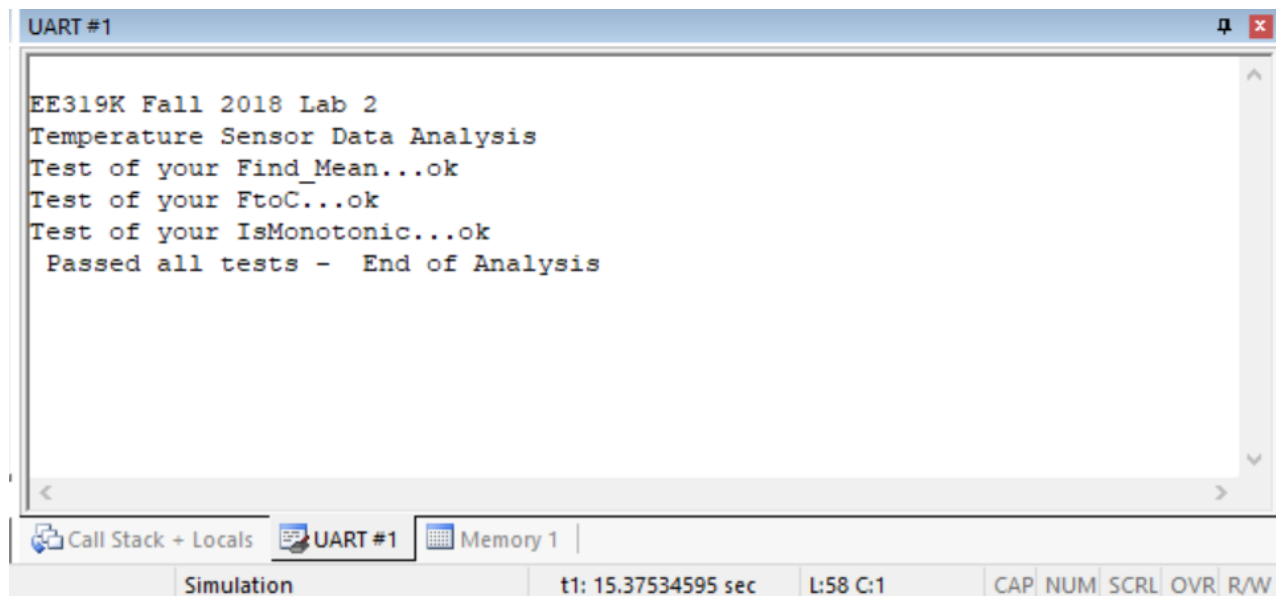 UART #1
EE319K Fall 2018 Lab 2
Temperature Sensor Data Analysis
Test of your Find_Mean...ok
Test of your FtoC...ok
Test of your IsMonotonic...ok
Passed all tests -  End of Analysis
Call Stack + Locals UART #1 Memory 1
Simulation t1: 15.37534595 sec L:58 C:1 CAP NUM SCRL OVR R/W